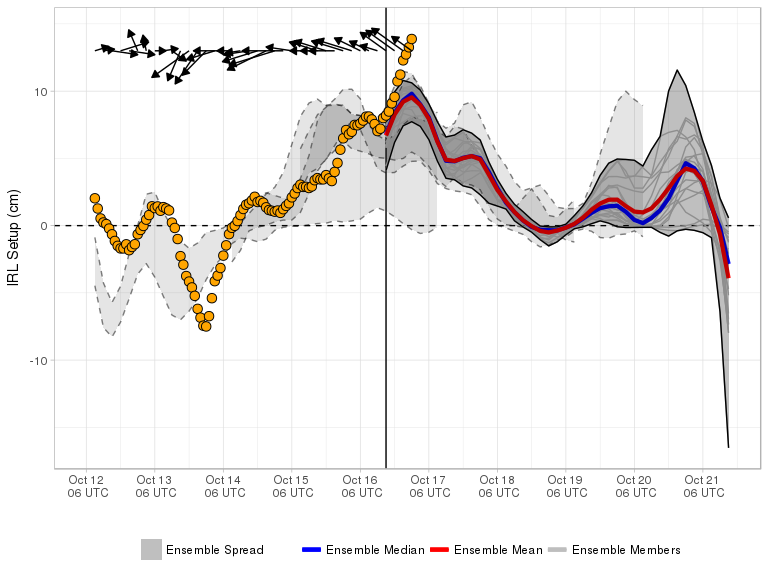 IRL Setup (cm)
10
0
-10
Oct 12 Oct 13 Oct 14 Oct 15 Oct 16 Oct 17 Oct 18 Oct 19 Oct 20 Oct 21
06 UTC 06 UTC 06 UTC 06 UTC 06 UTC 06 UTC 06 UTC 06 UTC 06 UTC 06 UTC
Ensemble Spread Ensemble Median Ensemble Mean Ensemble Members